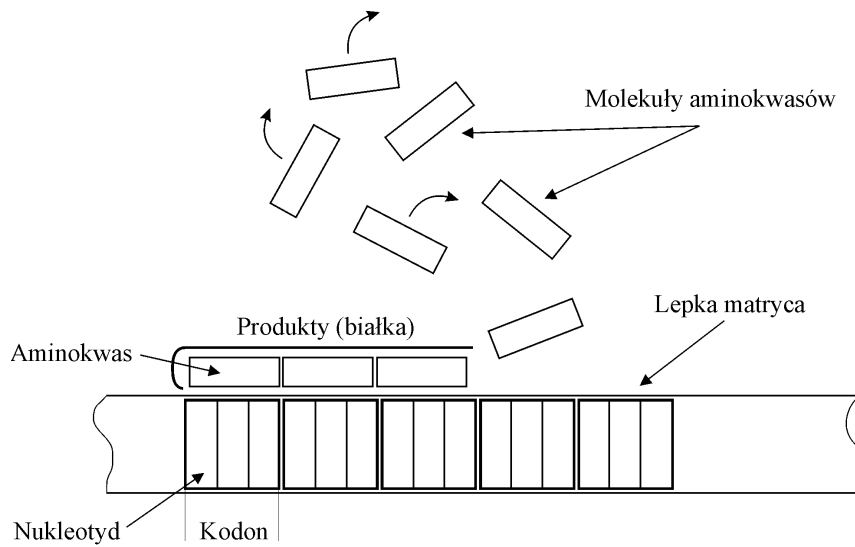 Molekuły aminokwasów
Lepka matryca
Produkty (białka)
Aminokwas
Nukleotyd
Kodon